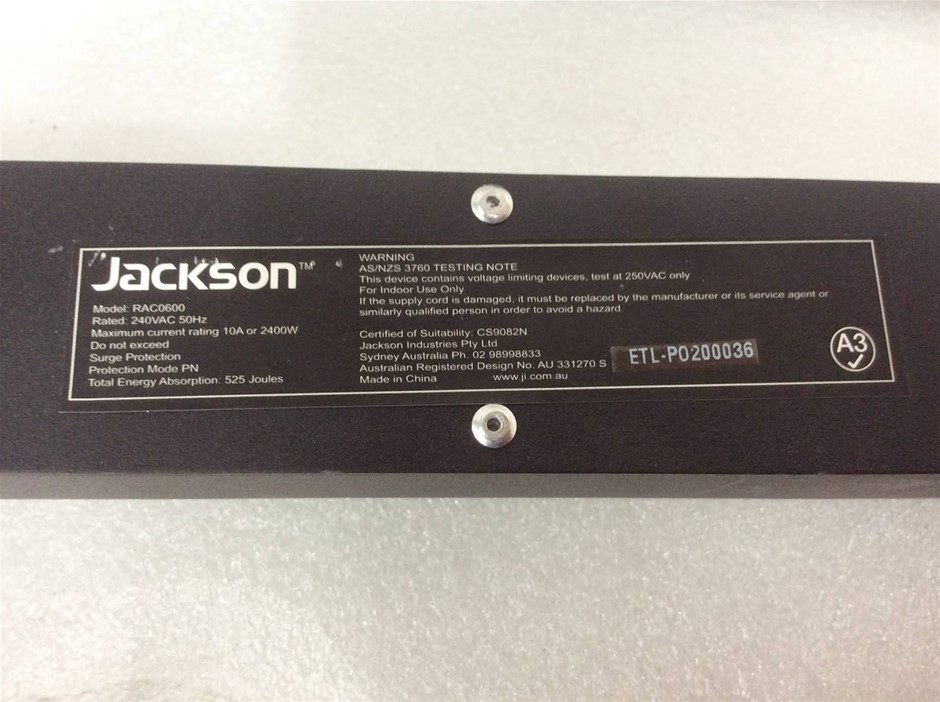 Jackson™
Model: RAC0600
Rated: 240VAC 50Hz
Maximum current rating 10A or 2400W
Do not exceed
Surge Protection
Protection Mode PN
Total Energy Absorption: 525 Joules
WARNING
AS/NZS 3760 TESTING NOTE
This device contains voltage limiting devices, test at 250VAC only
For Indoor Use Only
If the supply cord is damaged, it must be replaced by the manufacturer or its service agent or
similarly qualified person in order to avoid a hazard
Certified of Suitability: CS9082N
Jackson Industries Pty Ltd
Sydney Australia Ph. 02 98998833
Australian Registered Design No: AU 331270 S
Made in China www.ji.com.au
ETL-PO200036
A3